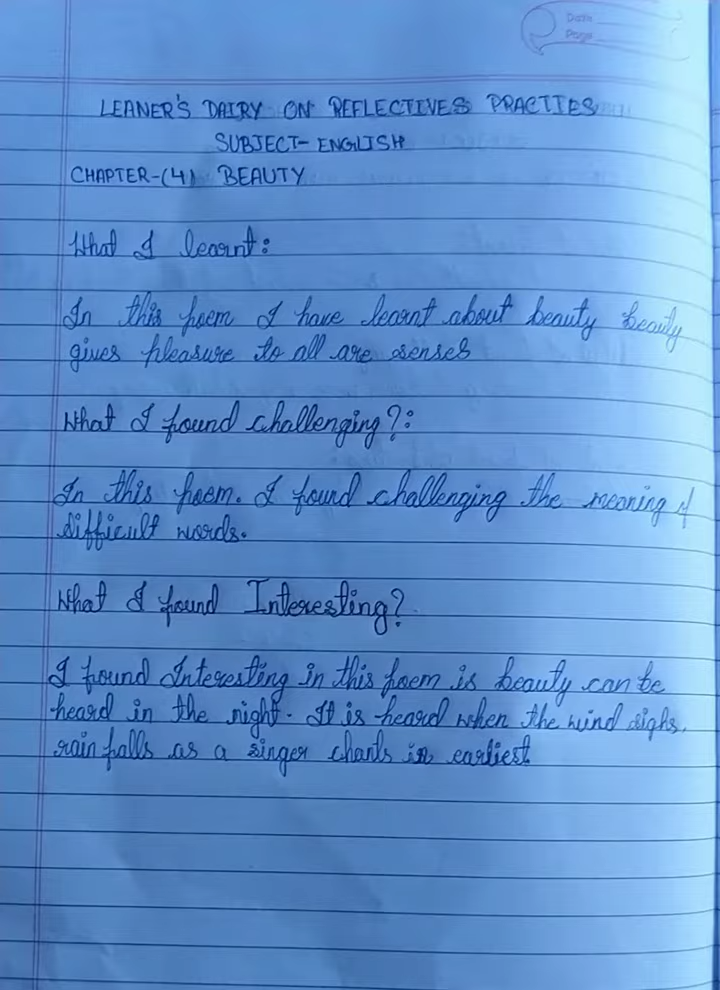 Date
Page
LEANER'S DAIRY ON REFLECTIVES PRACTIES
SUBJECT- ENGLISH
CHAPTER-(4) BEAUTY
What I learnt:
In this poem I have learnt about beauty beauty
gives pleasure to all are senses
What I found challenging?:
In this poem. I found challenging the meaning of
difficult words.
What I found Interesting?
I found Interesting in this poem is beauty can be
heard in the night. It is heard when the wind sighs,
rain falls as a singer chants in earliest